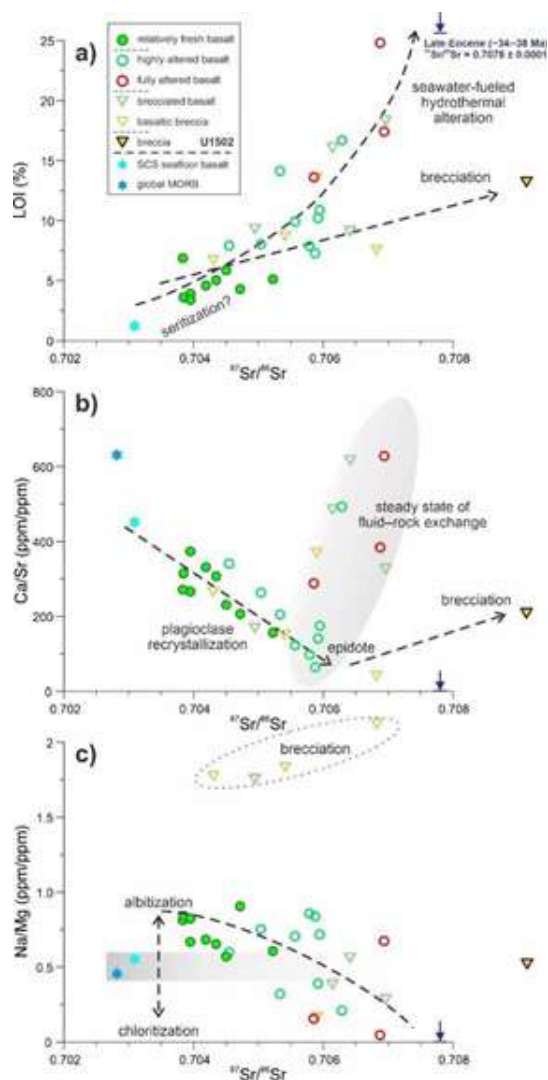 a)
relatively fresh basalt
highly altered basalt
fully altered basalt
brecciated basalt
basaltic breccia
breccia U1502
SCS seafloor basalt
global MORB
Late Eocene (~34–38 Ma)
⁸⁷Sr/⁸⁶Sr = 0.7078 ± 0.0001
seawater-fueled
hydrothermal
alteration
brecciation
seritization?
LOI (%)
25
20
15
10
5
0
0.702 0.704 0.706 0.708
⁸⁷Sr/⁸⁶Sr
b)
Ca/Sr (ppm/ppm)
800
600
400
200
0
steady state of
fluid–rock exchange
brecciation
plagioclase
recrystallization
epidote
0.702 0.704 0.706 0.708
⁸⁷Sr/⁸⁶Sr
c)
Na/Mg (ppm/ppm)
2
1.5
1
0.5
0
brecciation
albitization
chloritization
0.702 0.704 0.706 0.708
⁸⁷Sr/⁸⁶Sr